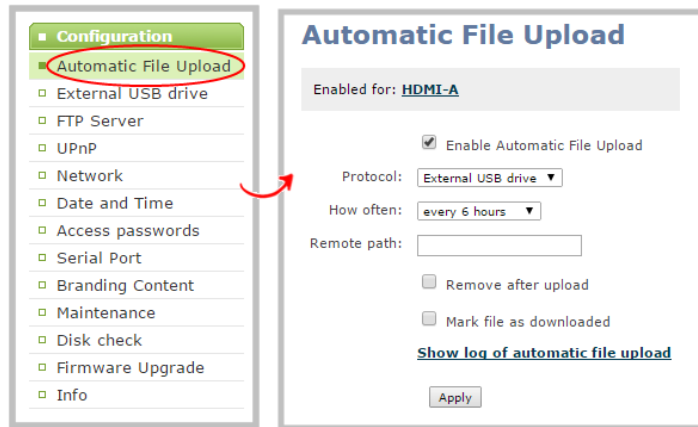 Configuration
Automatic File Upload
External USB drive
FTP Server
UPnP
Network
Date and Time
Access passwords
Serial Port
Branding Content
Maintenance
Disk check
Firmware Upgrade
Info
Automatic File Upload
Enabled for: HDMI-A
Enable Automatic File Upload
Protocol: External USB drive
How often: every 6 hours
Remote path:
Remove after upload
Mark file as downloaded
Show log of automatic file upload
Apply